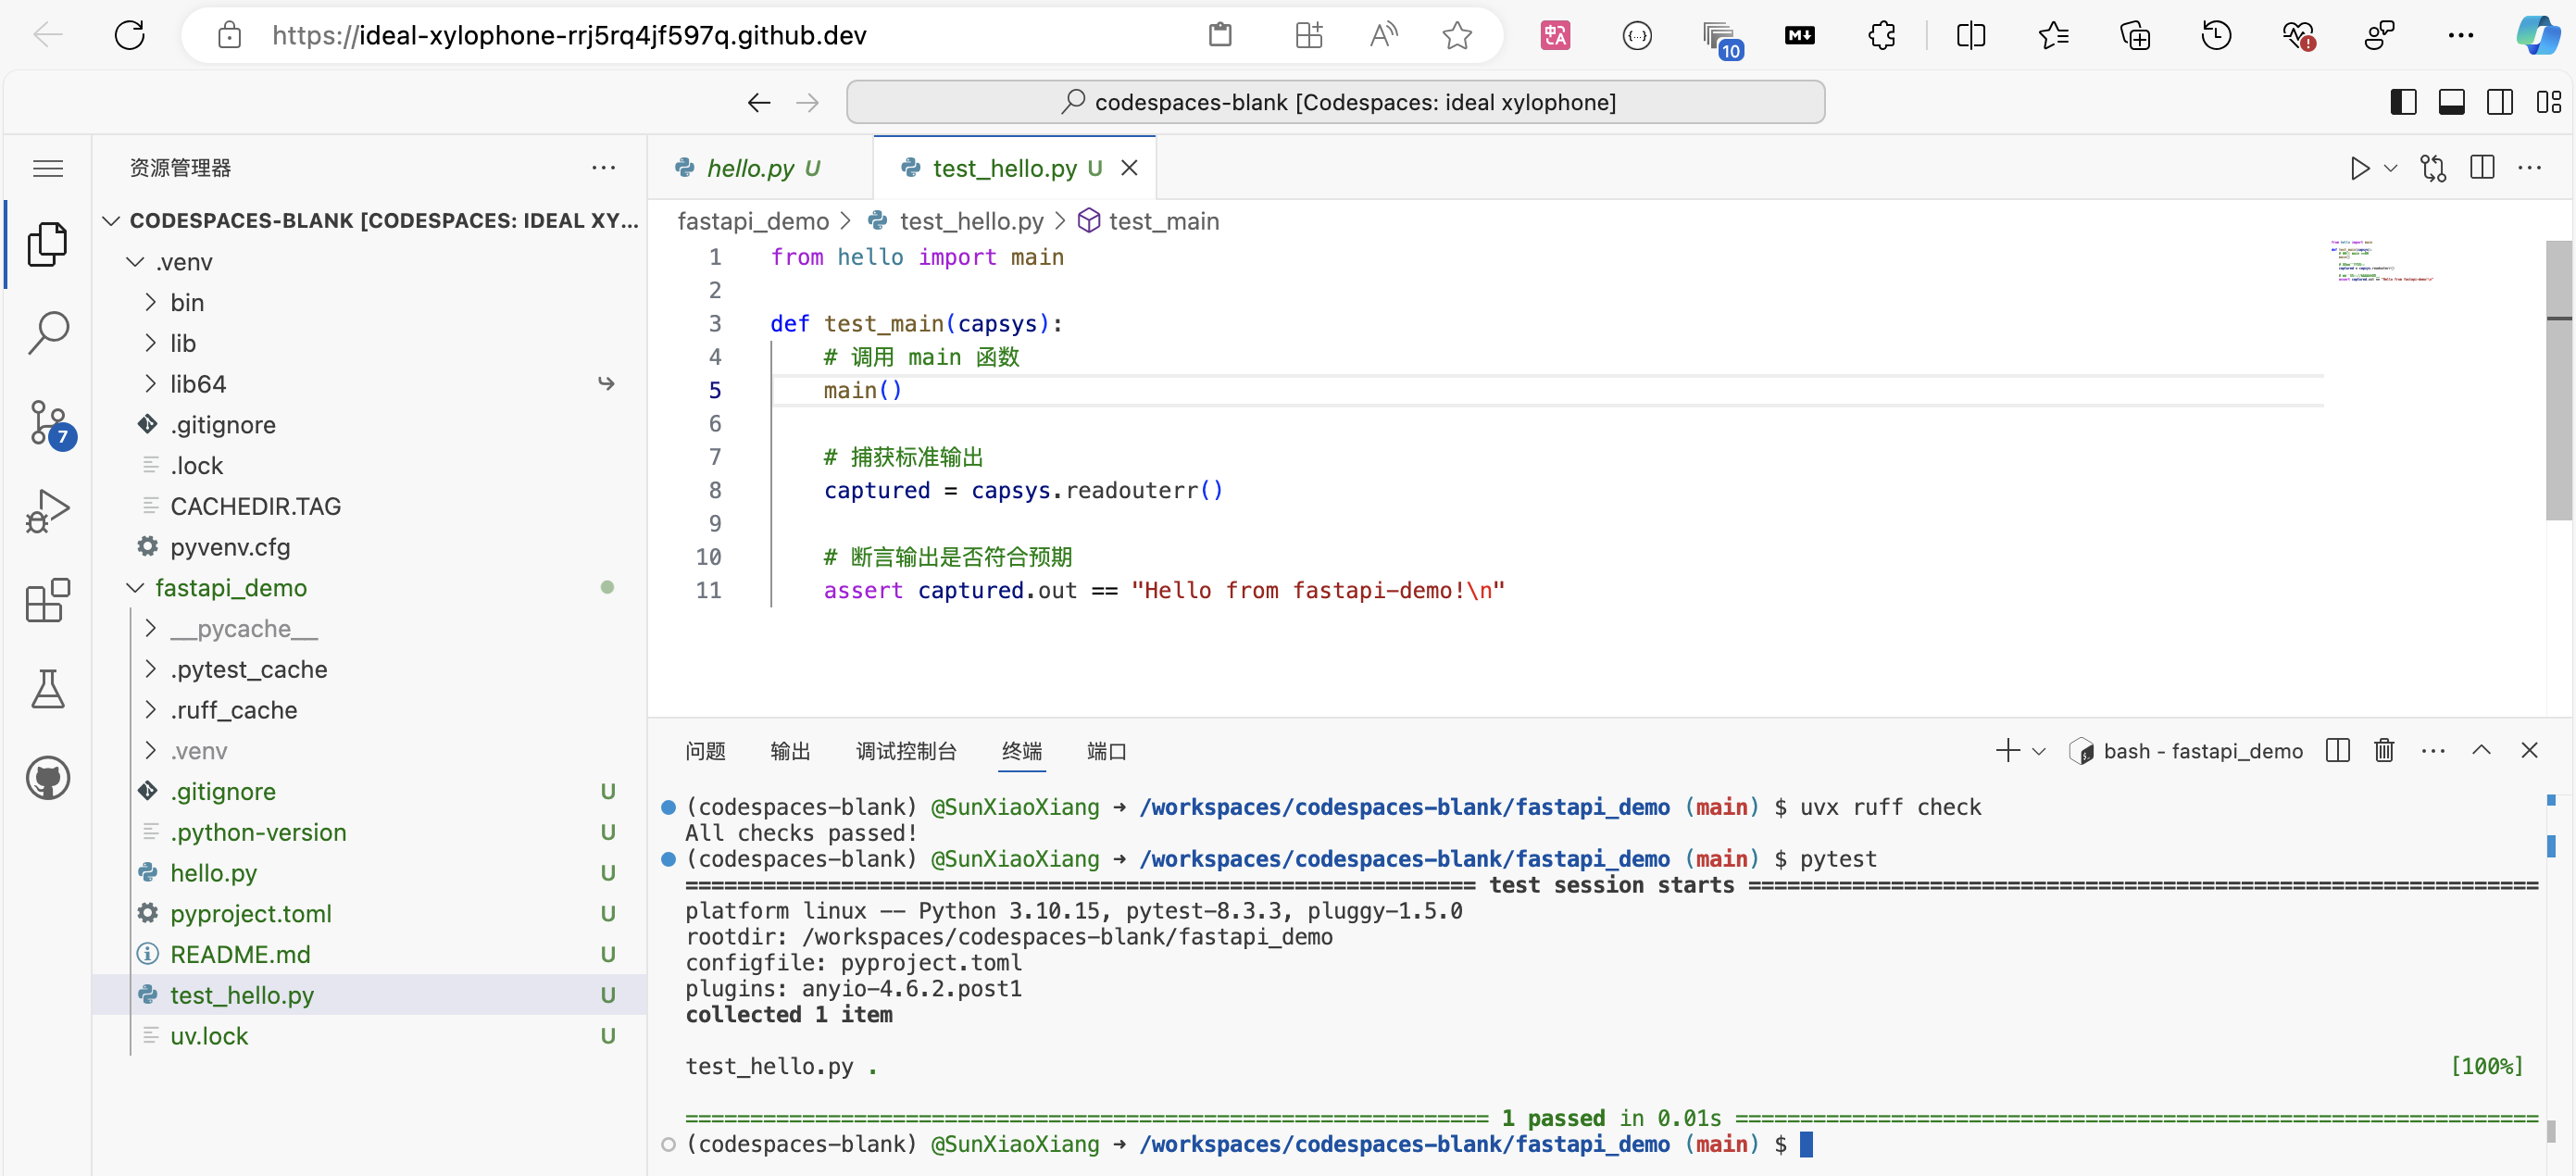 https://ideal-xylophone-rrj5rq4jf597q.github.dev
10
codespaces-blank [Codespaces: ideal xylophone]
资源管理器
CODESPACES-BLANK [CODESPACES: IDEAL XY...
.venv
bin
lib
lib64
.gitignore
.lock
CACHEDIR.TAG
pyvenv.cfg
fastapi_demo
__pycache__
.pytest_cache
.ruff_cache
.venv
.gitignore U
.python-version U
hello.py U
pyproject.toml U
README.md U
test_hello.py U
uv.lock U
7
hello.py U
test_hello.py U
fastapi_demo > test_hello.py > test_main
1 from hello import main
2
3 def test_main(capsys):
4 # 调用 main 函数
5 main()
6
7 # 捕获标准输出
8 captured = capsys.readouterr()
9
10 # 断言输出是否符合预期
11 assert captured.out == "Hello from fastapi-demo!\n"
问题 输出 调试控制台 终端 端口
bash - fastapi_demo
(codespaces-blank) @SunXiaoXiang ➜ /workspaces/codespaces-blank/fastapi_demo (main) $ uvx ruff check
All checks passed!
(codespaces-blank) @SunXiaoXiang ➜ /workspaces/codespaces-blank/fastapi_demo (main) $ pytest
============================================================= test session starts =============================================================
platform linux -- Python 3.10.15, pytest-8.3.3, pluggy-1.5.0
rootdir: /workspaces/codespaces-blank/fastapi_demo
configfile: pyproject.toml
plugins: anyio-4.6.2.post1
collected 1 item
test_hello.py . [100%]
============================================================== 1 passed in 0.01s ==============================================================
(codespaces-blank) @SunXiaoXiang ➜ /workspaces/codespaces-blank/fastapi_demo (main) $